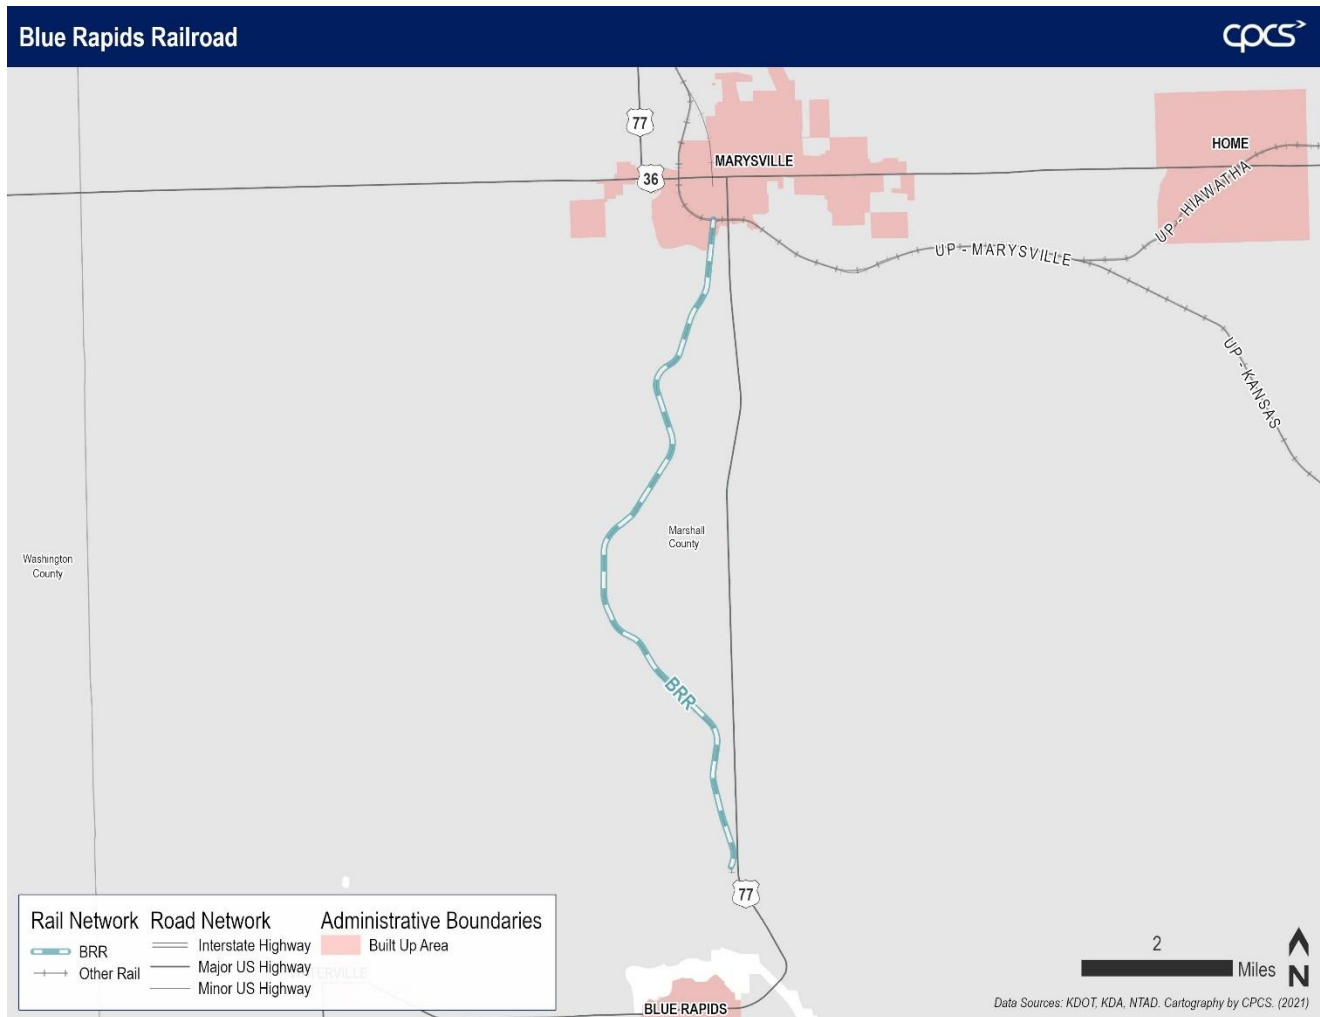 Blue Rapids Railroad
cpcs
77
HOME
MARYSVILLE
36
UP - HIAWATHA
UP - MARYSVILLE
UP - KANSAS
Marshall
County
Washington
County
BRR
77
Rail Network
BRR
Other Rail
Road Network
Interstate Highway
Major US Highway
Minor US Highway
Administrative Boundaries
Built Up Area
BLUE RAPIDS
2
Miles
N
Data Sources: KDOT, KDA, NTAD. Cartography by CPCS. (2021)